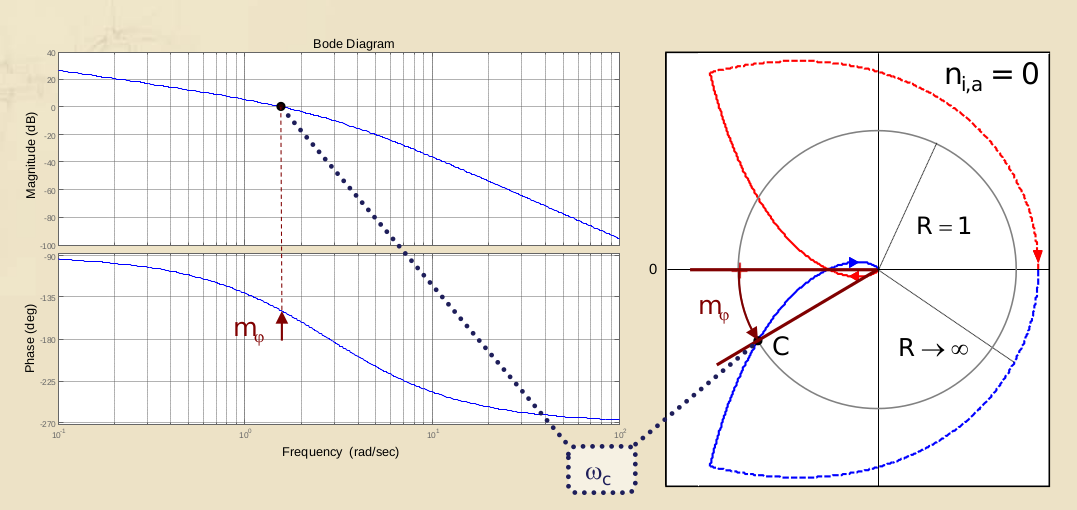 Bode Diagram
Magnitude (dB)
40
20
0
-20
-40
-60
-80
-100
Phase (deg)
-90
-135
-180
-225
-270
mφ
10-1
100
101
102
Frequency (rad/sec)
ωc
ni,a = 0
R = 1
0
mφ
C
R → ∞